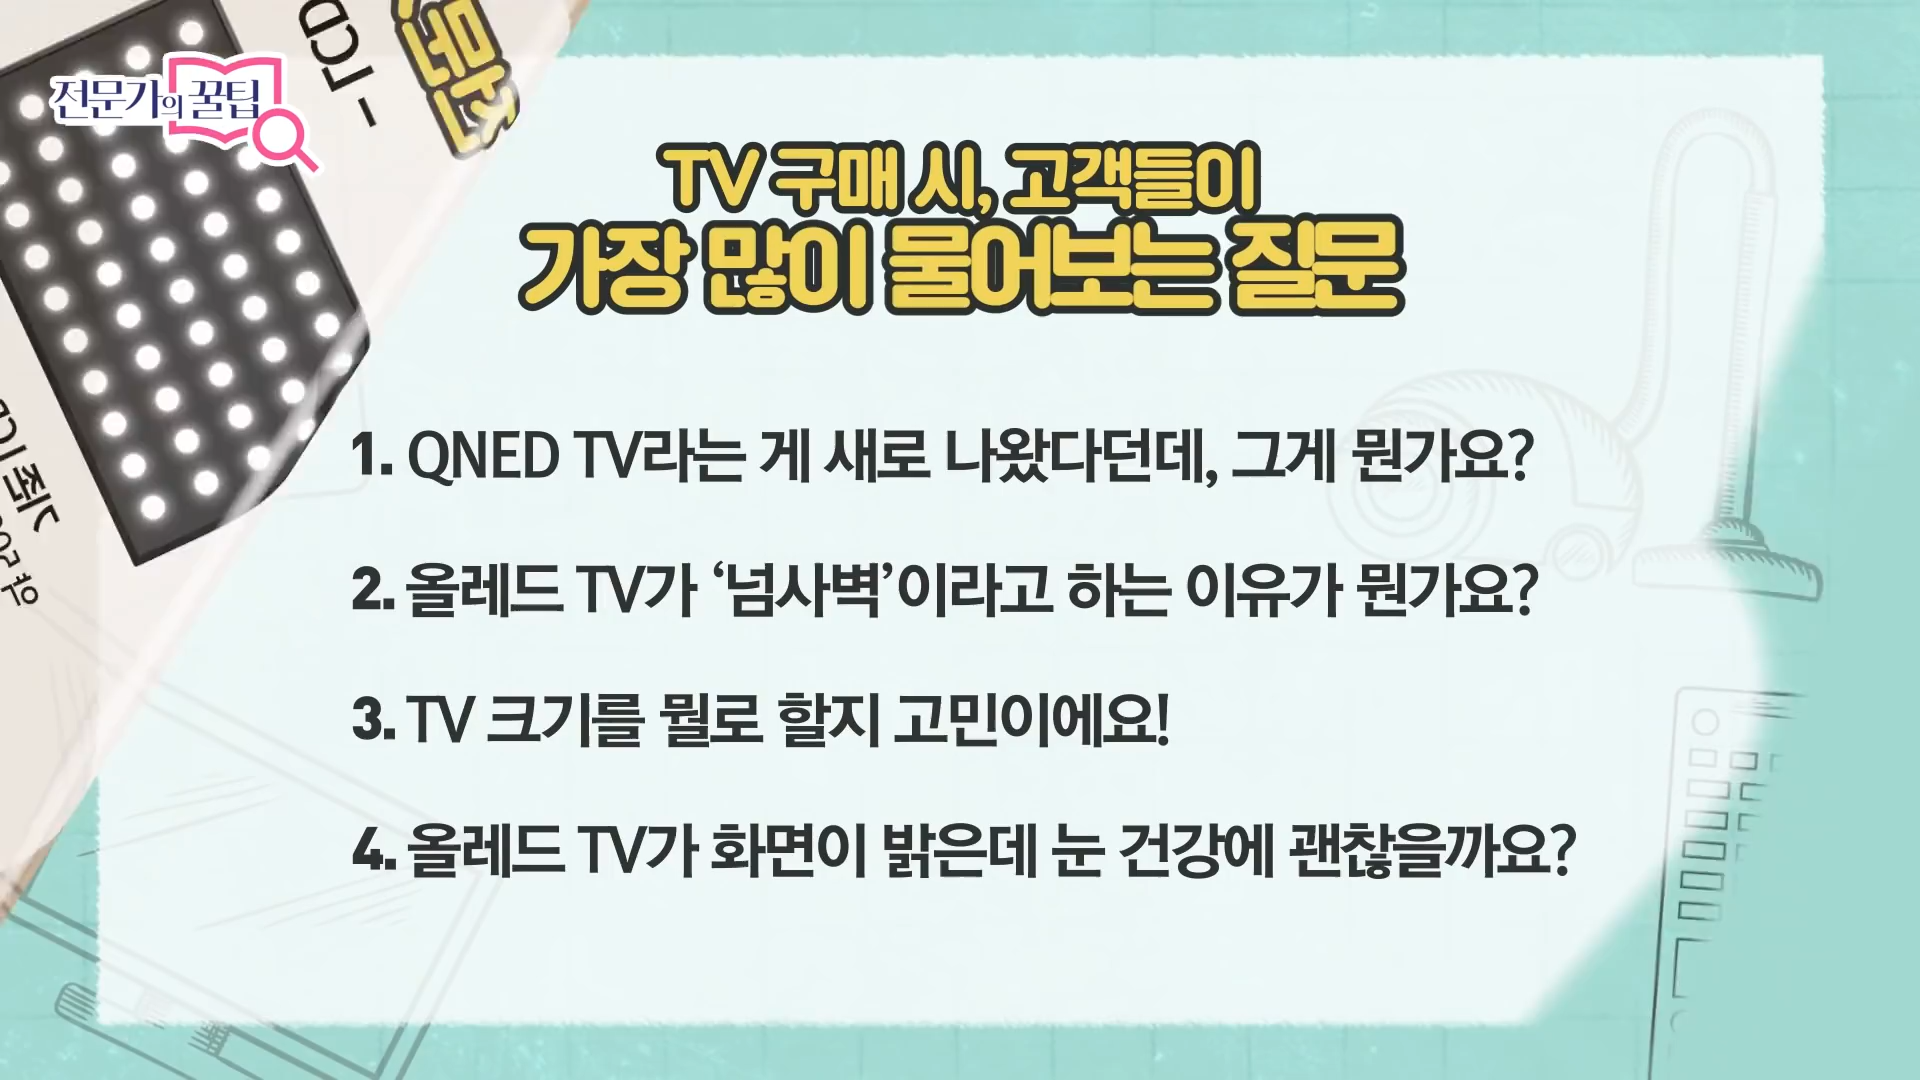 전문가의 꿀팁
LCD
TV 구매 시, 고객들이
가장 많이 물어보는 질문
1. QNED TV라는 게 새로 나왔다던데, 그게 뭔가요?
2. 올레드 TV가 ‘넘사벽’이라고 하는 이유가 뭔가요?
3. TV 크기를 뭘로 할지 고민이에요!
4. 올레드 TV가 화면이 밝은데 눈 건강에 괜찮을까요?